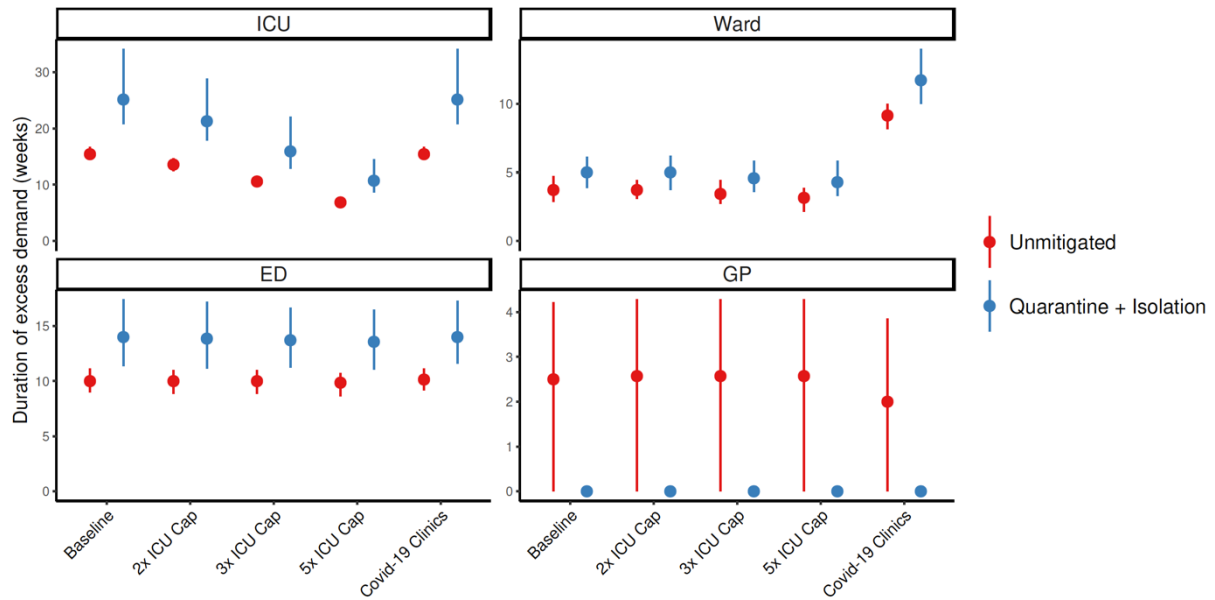 ICU
Ward
Duration of excess demand (weeks)
30
20
10
0
10
5
0
ED
GP
15
10
5
0
4
3
2
1
0
Baseline
2x ICU Cap
3x ICU Cap
5x ICU Cap
Covid-19 Clinics
Baseline
2x ICU Cap
3x ICU Cap
5x ICU Cap
Covid-19 Clinics
Unmitigated
Quarantine + Isolation